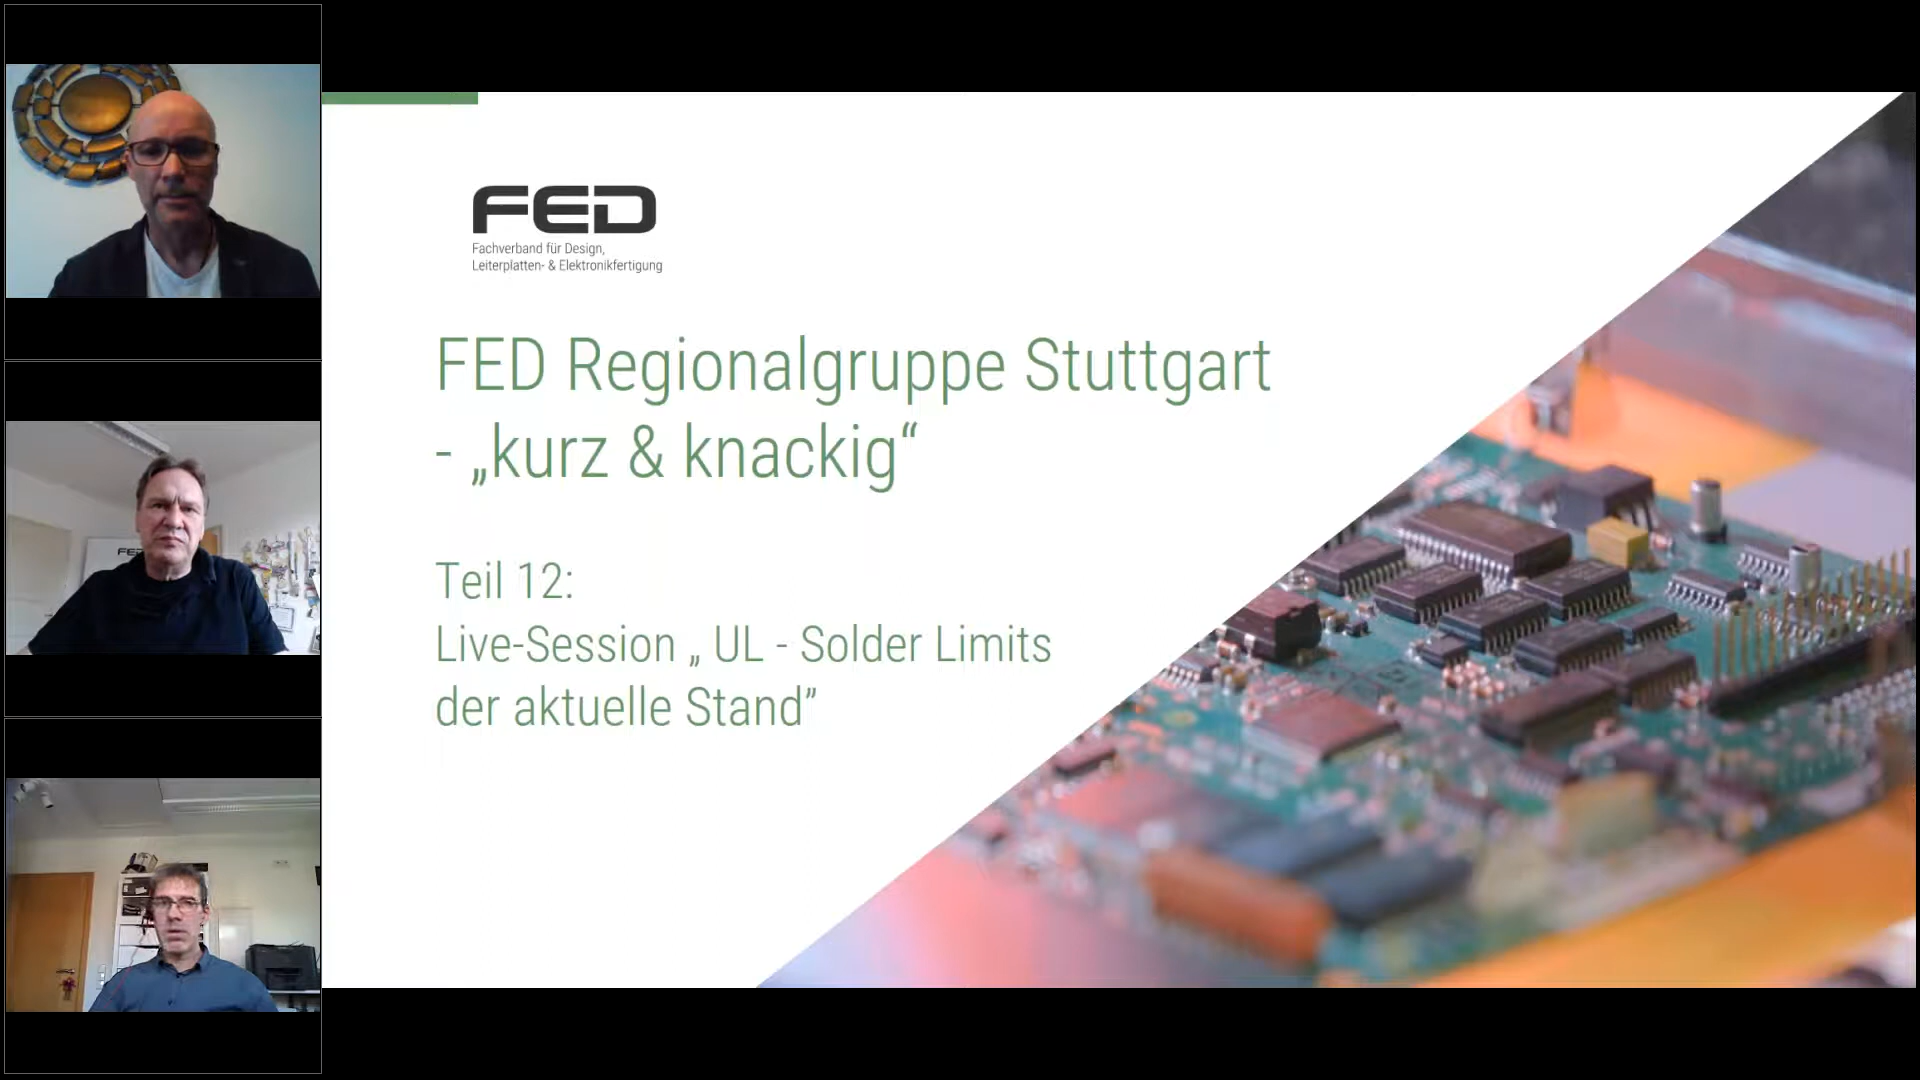 FED
Fachverband für Design,
Leiterplatten- & Elektronikfertigung
FED Regionalgruppe Stuttgart
- „kurz & knackig“
Teil 12:
Live-Session „ UL - Solder Limits
der aktuelle Stand”